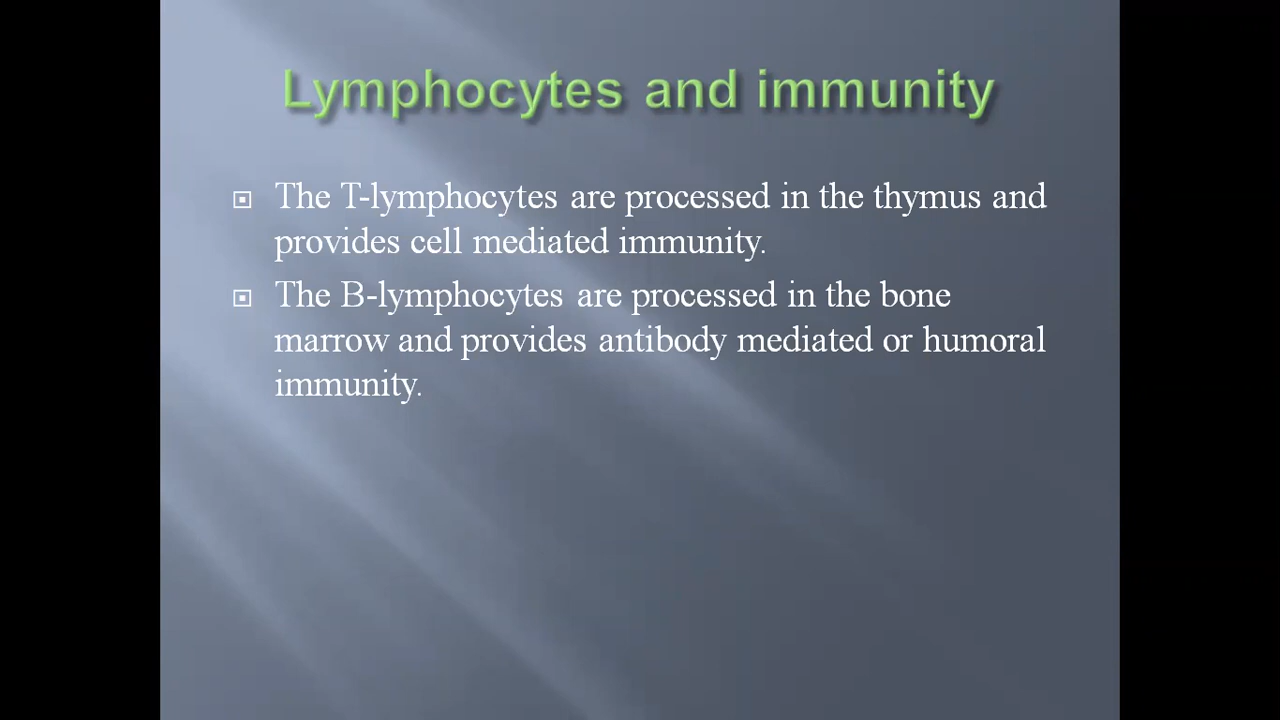 Lymphocytes and immunity
The T-lymphocytes are processed in the thymus and
provides cell mediated immunity.
The B-lymphocytes are processed in the bone
marrow and provides antibody mediated or humoral
immunity.